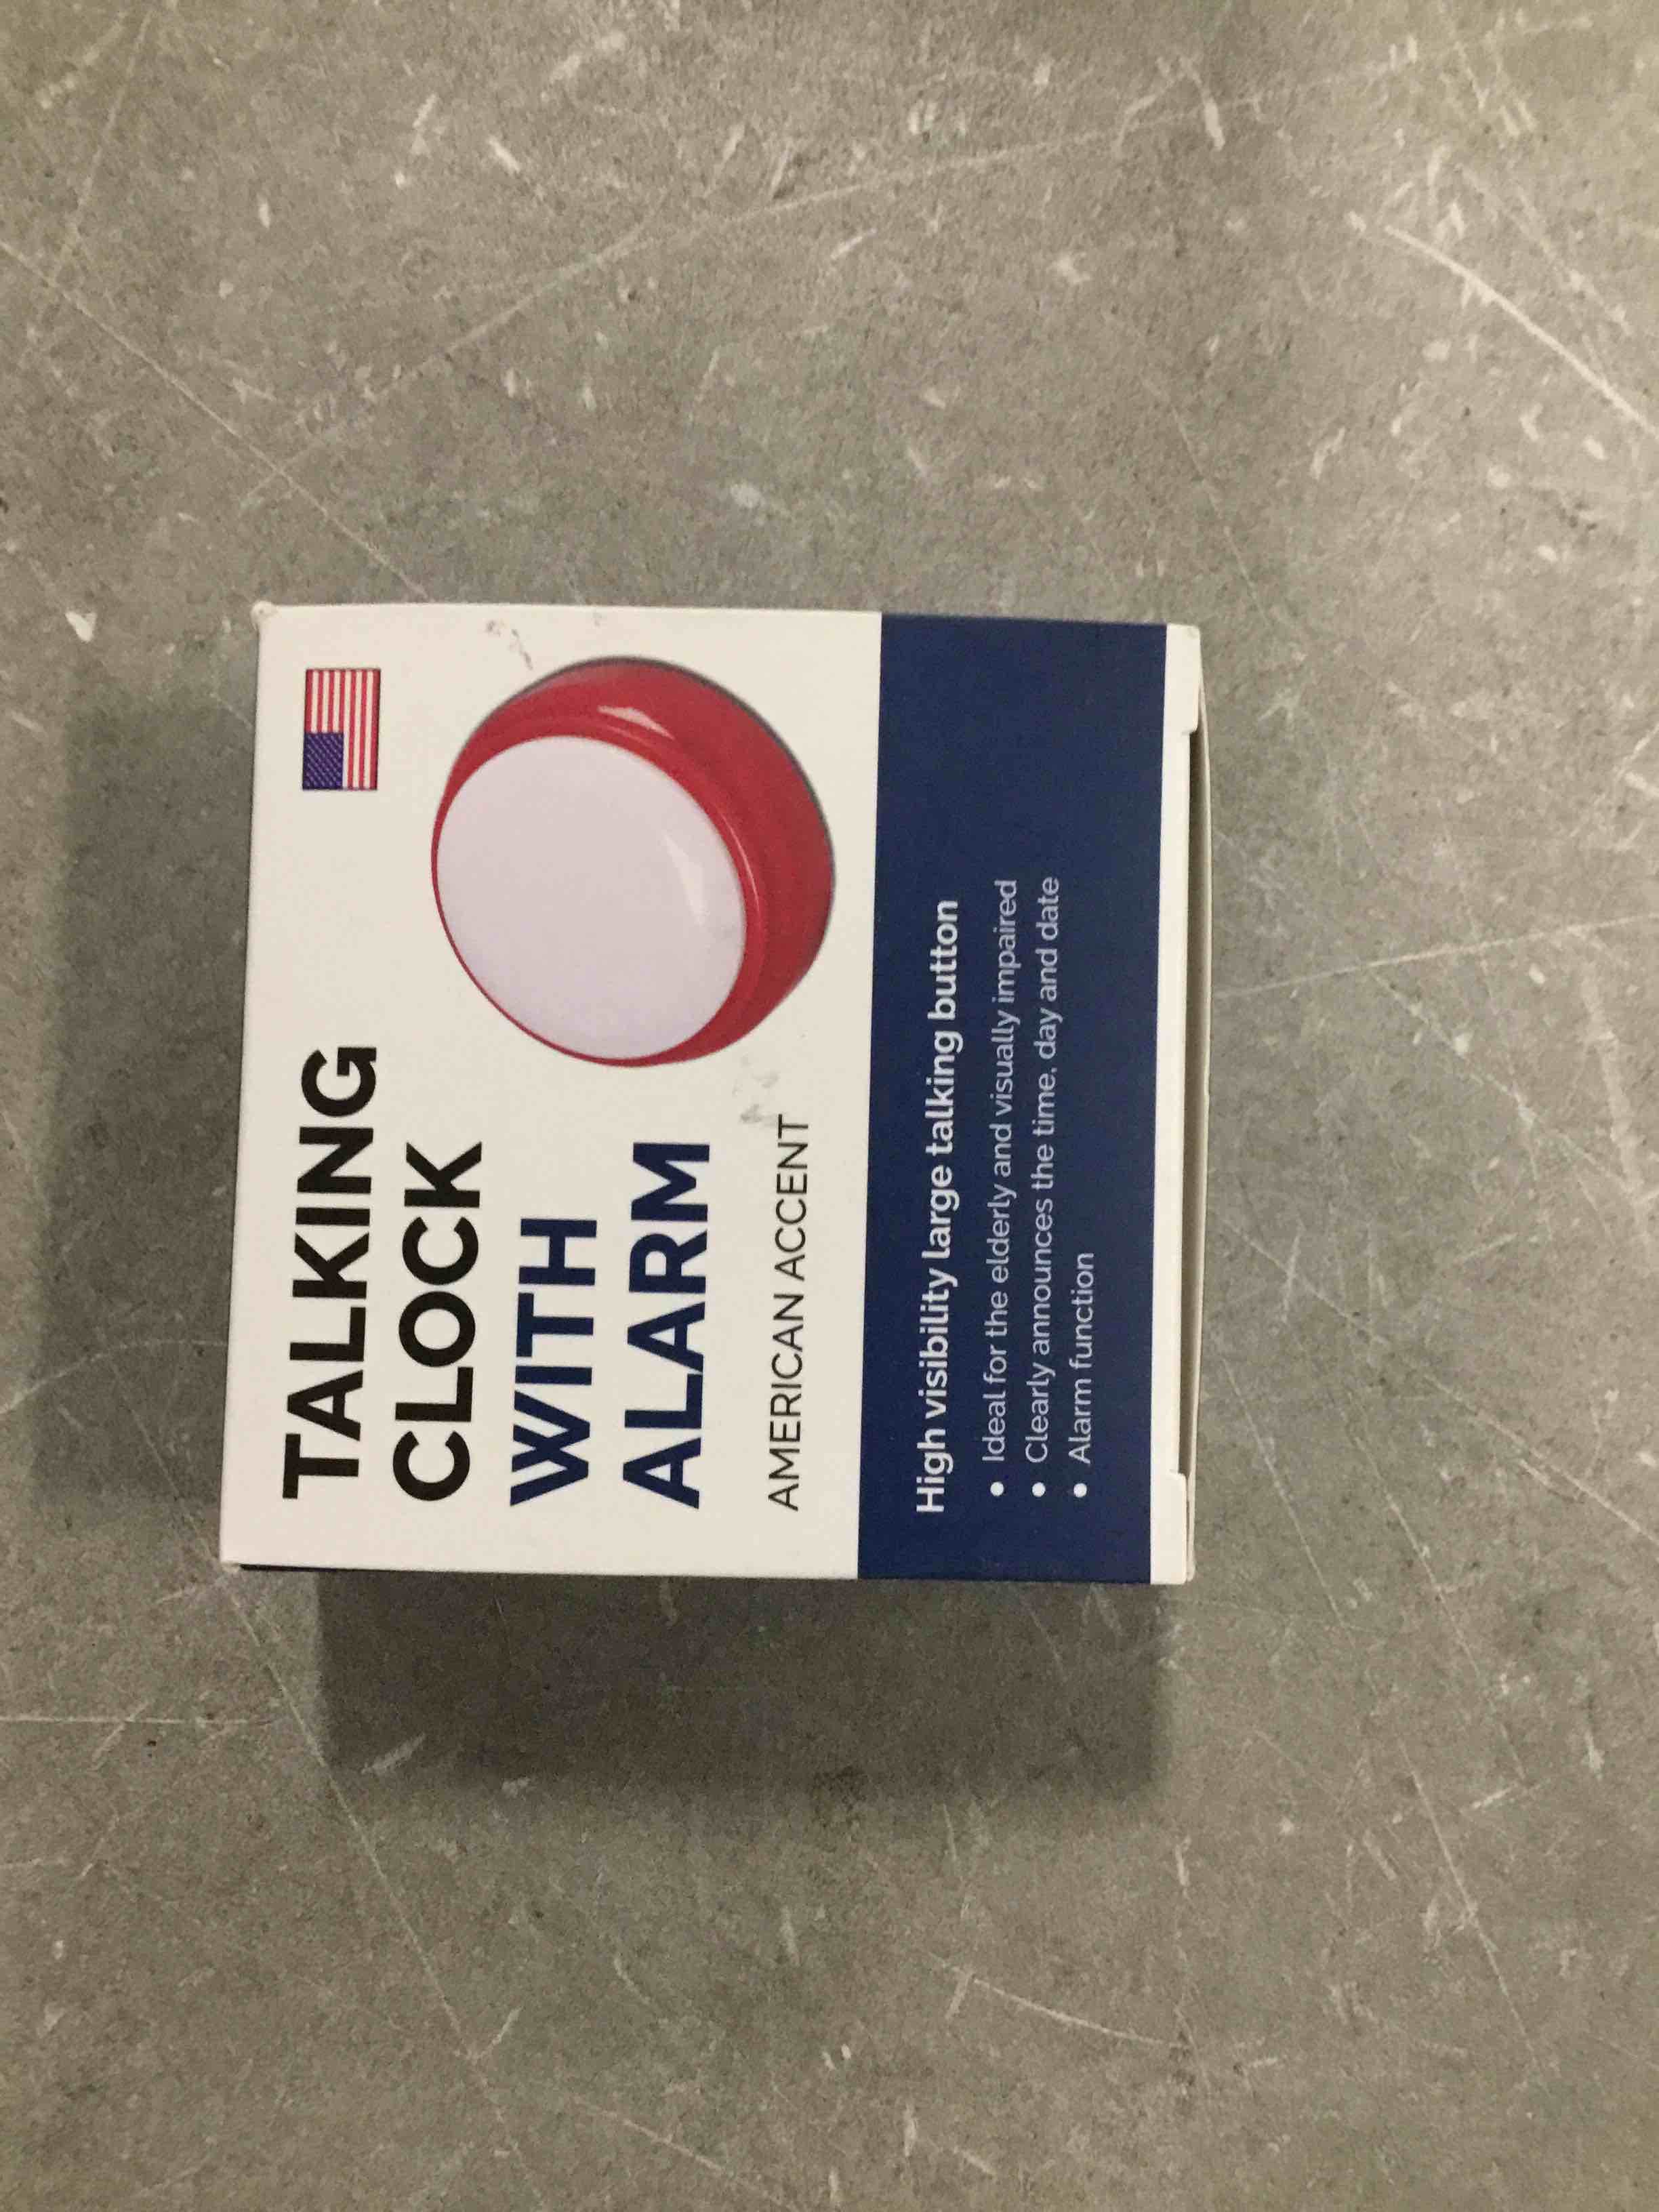 TALKING
CLOCK
WITH
ALARM
AMERICAN ACCENT
High visibility large talking button
• Ideal for the elderly and visually impaired
• Clearly announces the time, day and date
• Alarm function